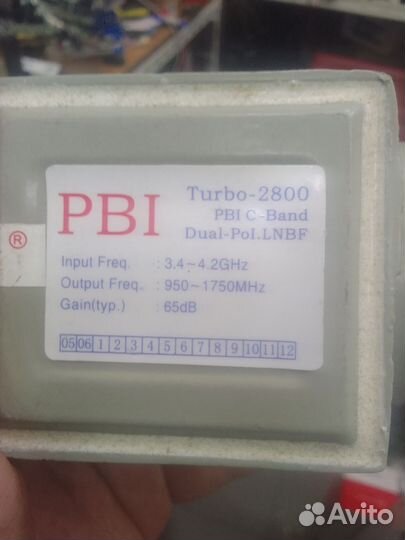 PBI
®
Turbo-2800
PBI C-Band
Dual-Pol.LNBF
Input Freq. : 3.4~4.2GHz
Output Freq. : 950~1750MHz
Gain(typ.) : 65dB
05 06 1 2 3 4 5 6 7 8 9 10 11 12
Avito